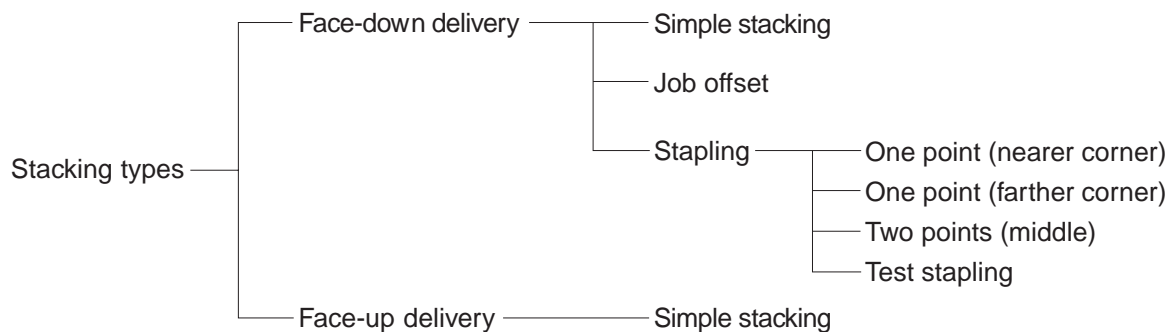 Face-down delivery Simple stacking
Job offset
Stapling One point (nearer corner)
Stacking types
One point (farther corner)
Two points (middle)
Test stapling
Face-up delivery Simple stacking